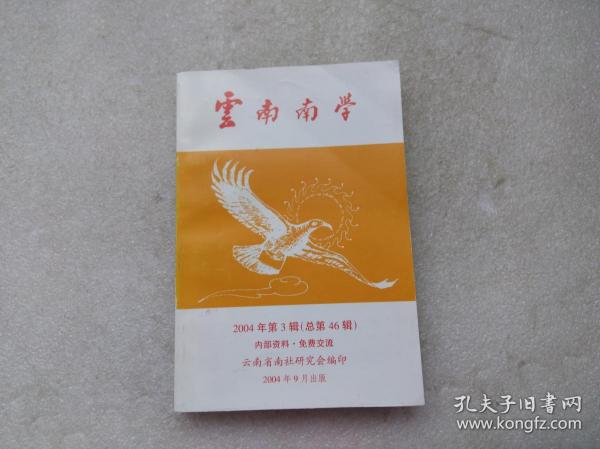 雲南南学
2004年第3辑(总第46辑)
内部资料·免费交流
云南省南社研究会编印
2004年9月出版
孔夫子旧书网
www.kongfz.com